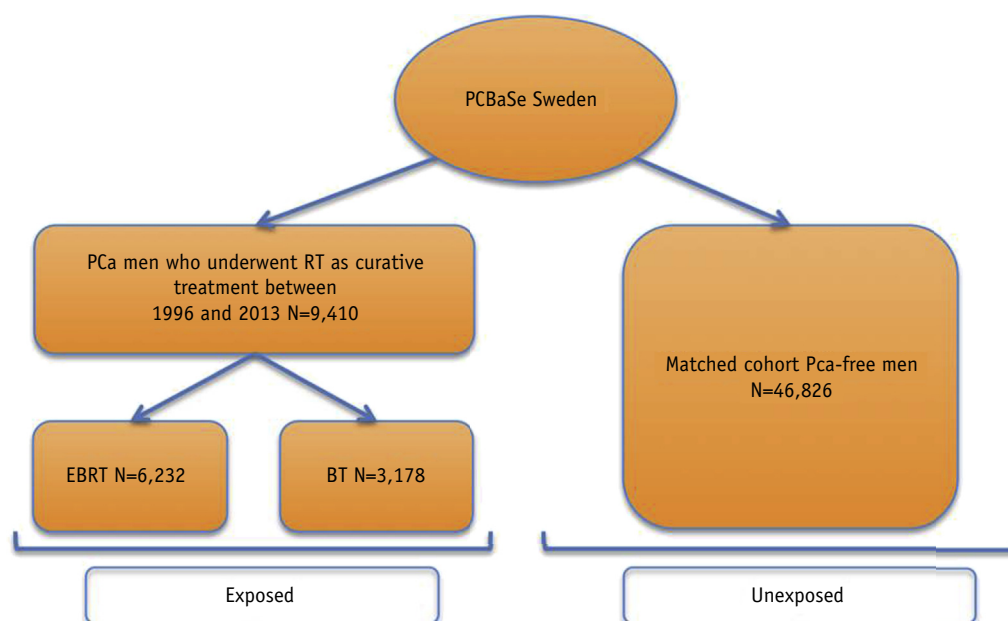 PCBaSe Sweden
PCa men who underwent RT as curative
treatment between
1996 and 2013 N=9,410
Matched cohort Pca-free men
N=46,826
EBRT N=6,232
BT N=3,178
Exposed
Unexposed